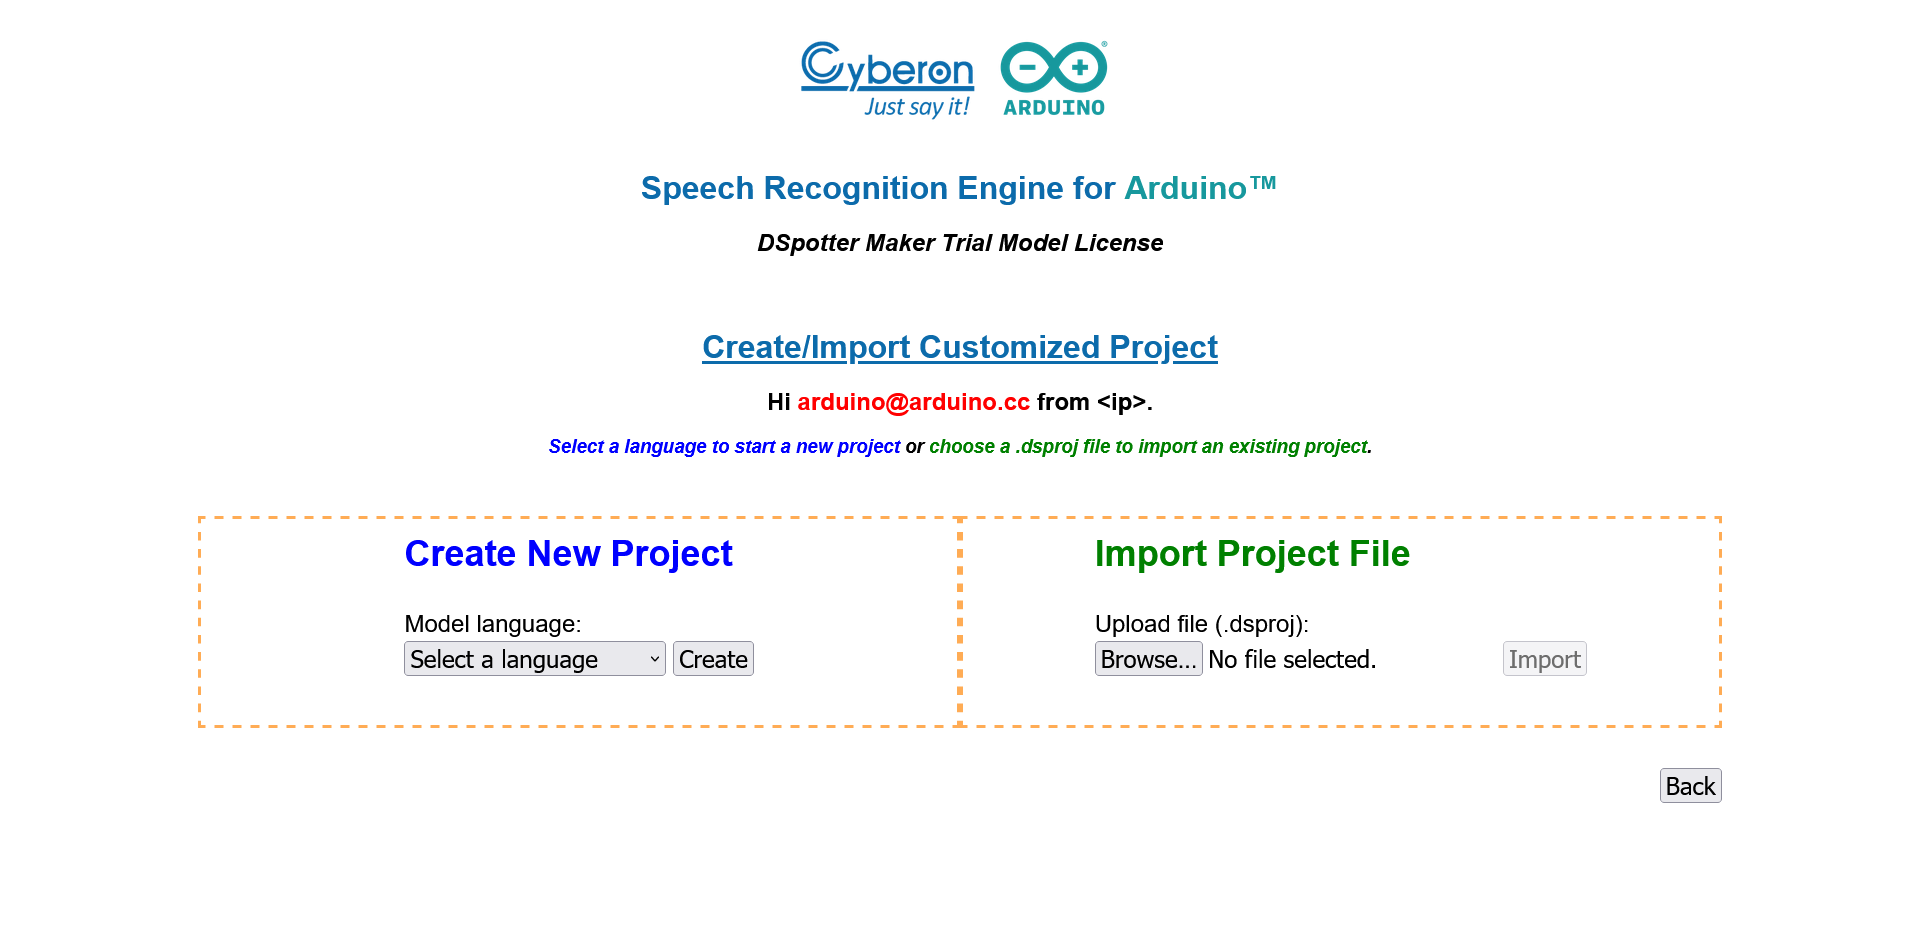 Cyberon
Just say it!
ARDUINO
Speech Recognition Engine for Arduino™
DSpotter Maker Trial Model License
Create/Import Customized Project
Hi arduino@arduino.cc from <ip>.
Select a language to start a new project or choose a .dsproj file to import an existing project.
Create New Project
Model language:
Select a language
Create
Import Project File
Upload file (.dsproj):
Browse... No file selected.
Import
Back